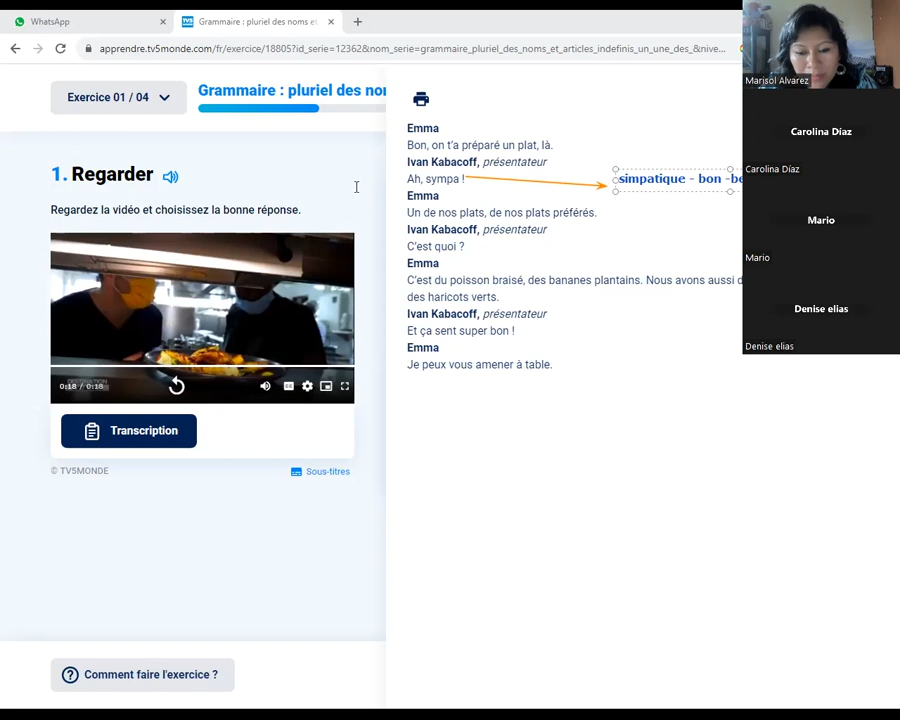 WhatsApp
Grammaire : pluriel des noms et
apprendre.tv5monde.com/fr/exercice/18805?id_serie=12362&nom_serie=grammaire_pluriel_des_noms_et_articles_indefinis_un_une_des_&nive...
Exercice 01 / 04
Grammaire : pluriel des nor
1. Regarder
Regardez la vidéo et choisissez la bonne réponse.
0:18 / 0:18
Transcription
© TV5MONDE
Sous-titres
Comment faire l'exercice ?
Emma
Bon, on t'a préparé un plat, là.
Ivan Kabacoff, présentateur
Ah, sympa !
simpatique - bon -be
Emma
Un de nos plats, de nos plats préférés.
Ivan Kabacoff, présentateur
C'est quoi ?
Emma
C'est du poisson braisé, des bananes plantains. Nous avons aussi d
des haricots verts.
Ivan Kabacoff, présentateur
Et ça sent super bon !
Emma
Je peux vous amener à table.
Marisol Alvarez
Carolina Díaz
Carolina Díaz
Mario
Mario
Denise elias
Denise elias